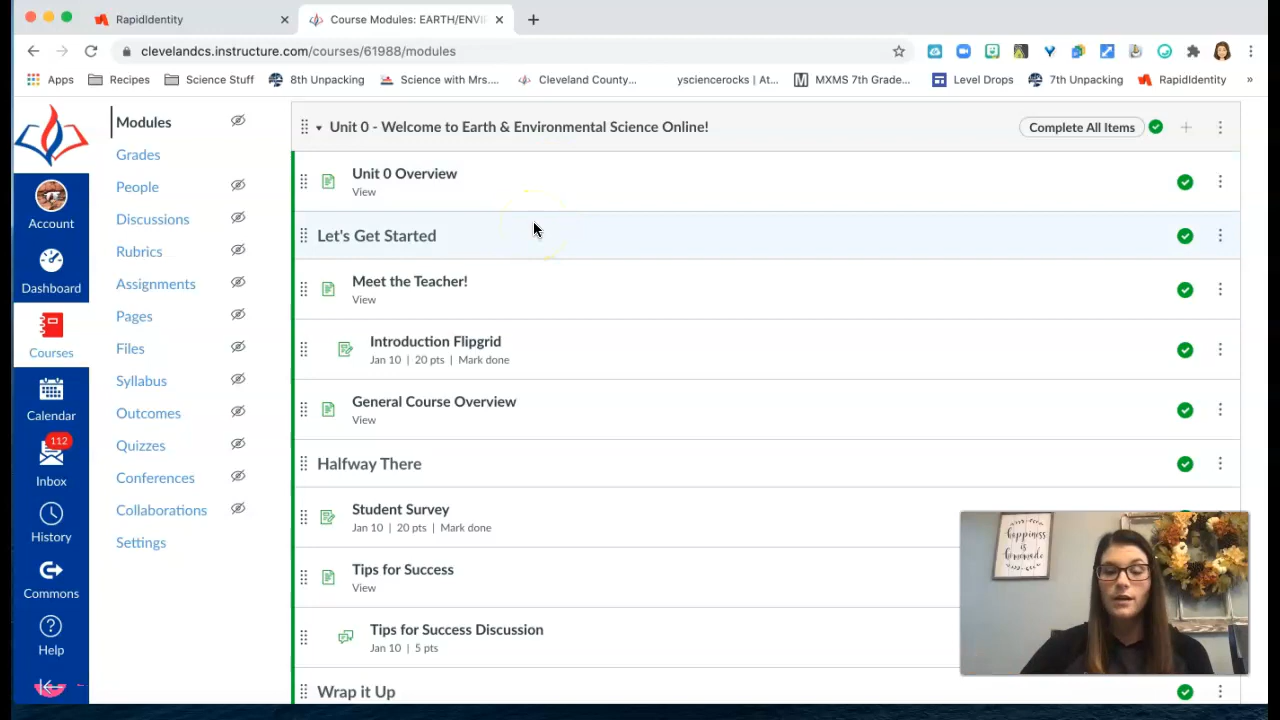 RapidIdentity
Course Modules: EARTH/ENVI
clevelandcs.instructure.com/courses/61988/modules
Apps Recipes Science Stuff 8th Unpacking Science with Mrs.... Cleveland County... ysciencerocks | At... MXMS 7th Grade... Level Drops 7th Unpacking RapidIdentity »
Account
Dashboard
Courses
Calendar
112
Inbox
History
Commons
Help
Modules
Grades
People
Discussions
Rubrics
Assignments
Pages
Files
Syllabus
Outcomes
Quizzes
Conferences
Collaborations
Settings
Unit 0 - Welcome to Earth & Environmental Science Online! Complete All Items
Unit 0 Overview
View
Let's Get Started
Meet the Teacher!
View
Introduction Flipgrid
Jan 10 | 20 pts | Mark done
General Course Overview
View
Halfway There
Student Survey
Jan 10 | 20 pts | Mark done
Tips for Success
View
Tips for Success Discussion
Jan 10 | 5 pts
Wrap it Up
happiness
is
homemade